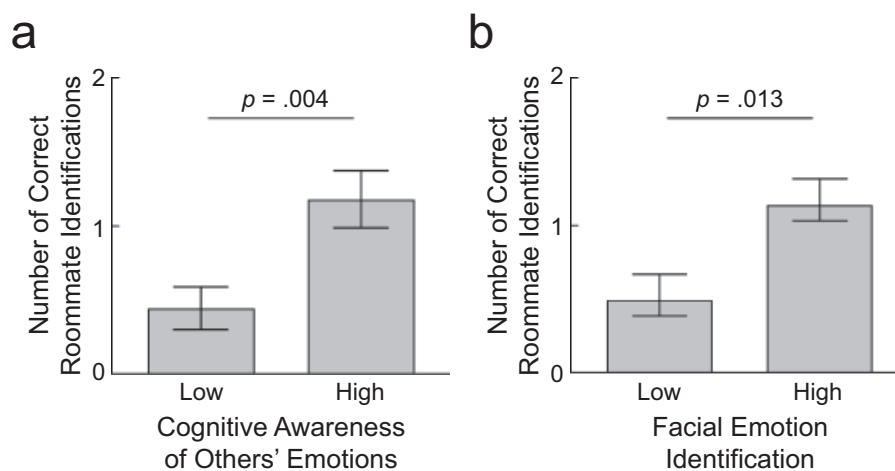 a
2
p = .004
Number of Correct
Roommate Identifications
1
0
Low High
Cognitive Awareness
of Others' Emotions
b
2
p = .013
Number of Correct
Roommate Identifications
1
0
Low High
Facial Emotion
Identification